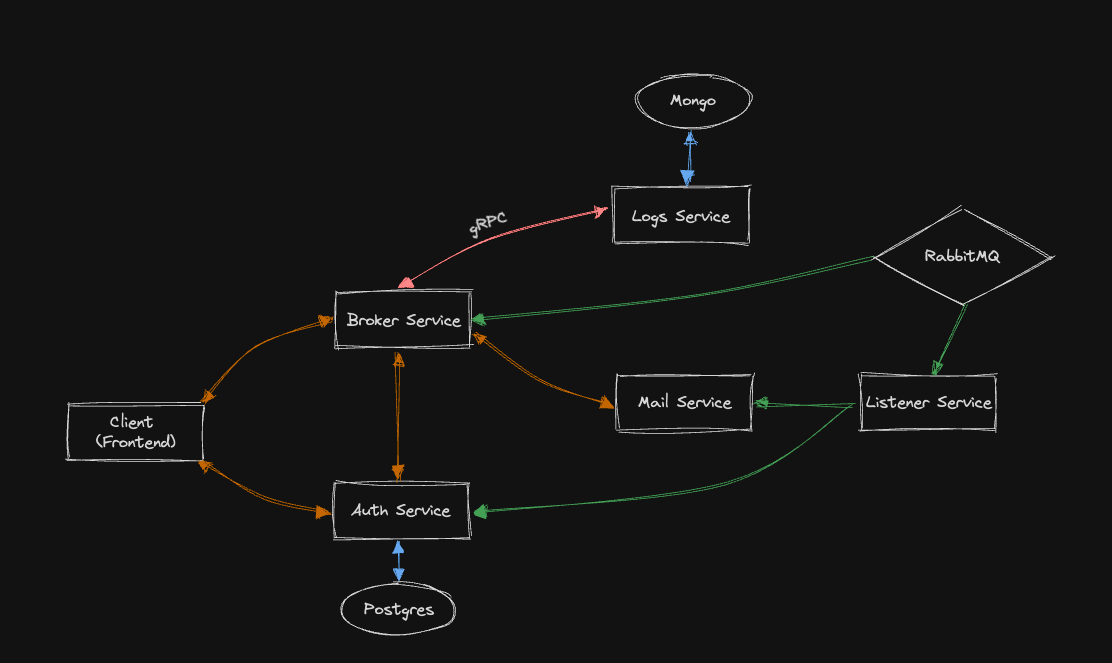 Mongo
Logs Service
gRPC
RabbitMQ
Broker Service
Mail Service
Listener Service
Client
(Frontend)
Auth Service
Postgres